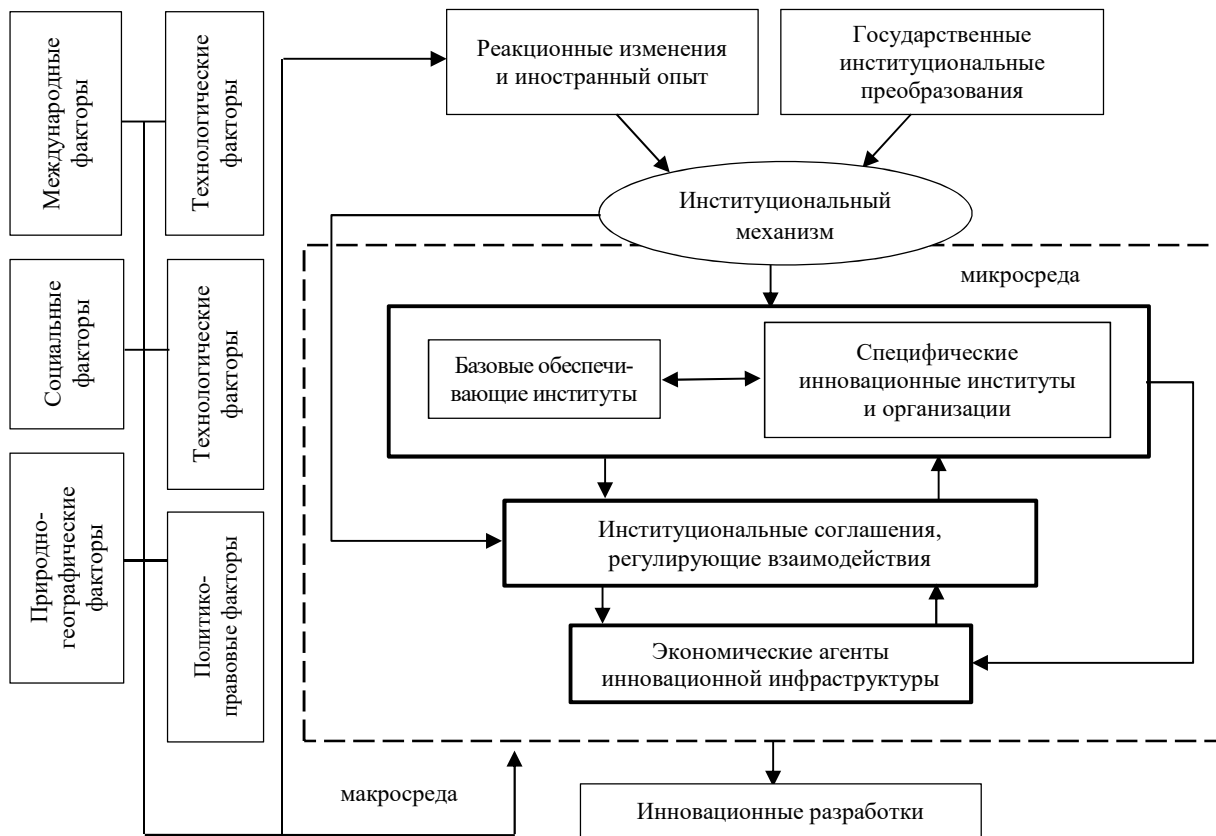 Международные
факторы
Технологические
факторы
Социальные
факторы
Технологические
факторы
Природно-
географические
факторы
Политико-
правовые факторы
Реакционные изменения
и иностранный опыт
Государственные
институциональные
преобразования
Институциональный
механизм
микросреда
Базовые обеспечи-
вающие институты
Специфические
инновационные институты
и организации
Институциональные соглашения,
регулирующие взаимодействия
Экономические агенты
инновационной инфраструктуры
макросреда
Инновационные разработки